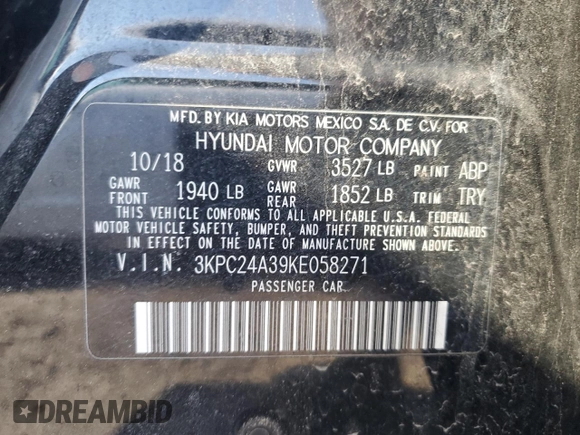 MFD. BY KIA MOTORS MEXICO S.A. DE C.V. FOR
HYUNDAI MOTOR COMPANY
10/18 GVWR 3527 LB PAINT ABP
GAWR FRONT 1940 LB GAWR REAR 1852 LB TRIM TRY
THIS VEHICLE CONFORMS TO ALL APPLICABLE U.S.A. FEDERAL
MOTOR VEHICLE SAFETY, BUMPER, AND THEFT PREVENTION STANDARDS
IN EFFECT ON THE DATE OF MANUFACTURE SHOWN ABOVE.
V.I.N. 3KPC24A39KE058271
PASSENGER CAR
DREAMBID